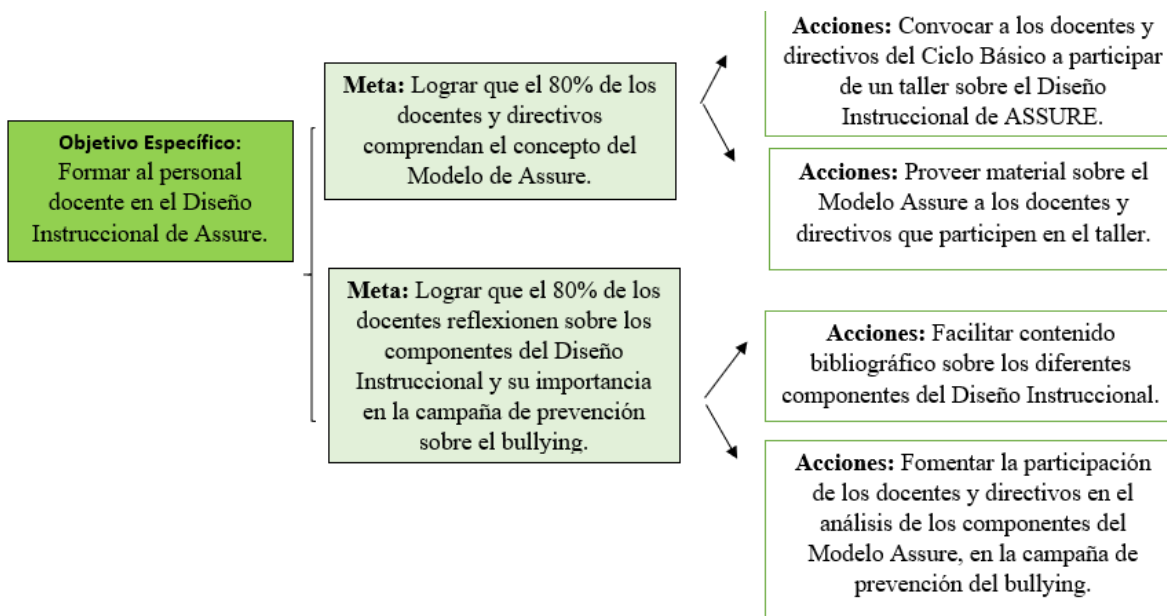 Objetivo Específico:
Formar al personal
docente en el Diseño
Instruccional de Assure.
Meta: Lograr que el 80% de los
docentes y directivos
comprendan el concepto del
Modelo de Assure.
Acciones: Convocar a los docentes y
directivos del Ciclo Básico a participar
de un taller sobre el Diseño
Instruccional de ASSURE.
Acciones: Proveer material sobre el
Modelo Assure a los docentes y
directivos que participen en el taller.
Meta: Lograr que el 80% de los
docentes reflexionen sobre los
componentes del Diseño
Instruccional y su importancia
en la campaña de prevención
sobre el bullying.
Acciones: Facilitar contenido
bibliográfico sobre los diferentes
componentes del Diseño Instruccional.
Acciones: Fomentar la participación
de los docentes y directivos en el
análisis de los componentes del
Modelo Assure, en la campaña de
prevención del bullying.